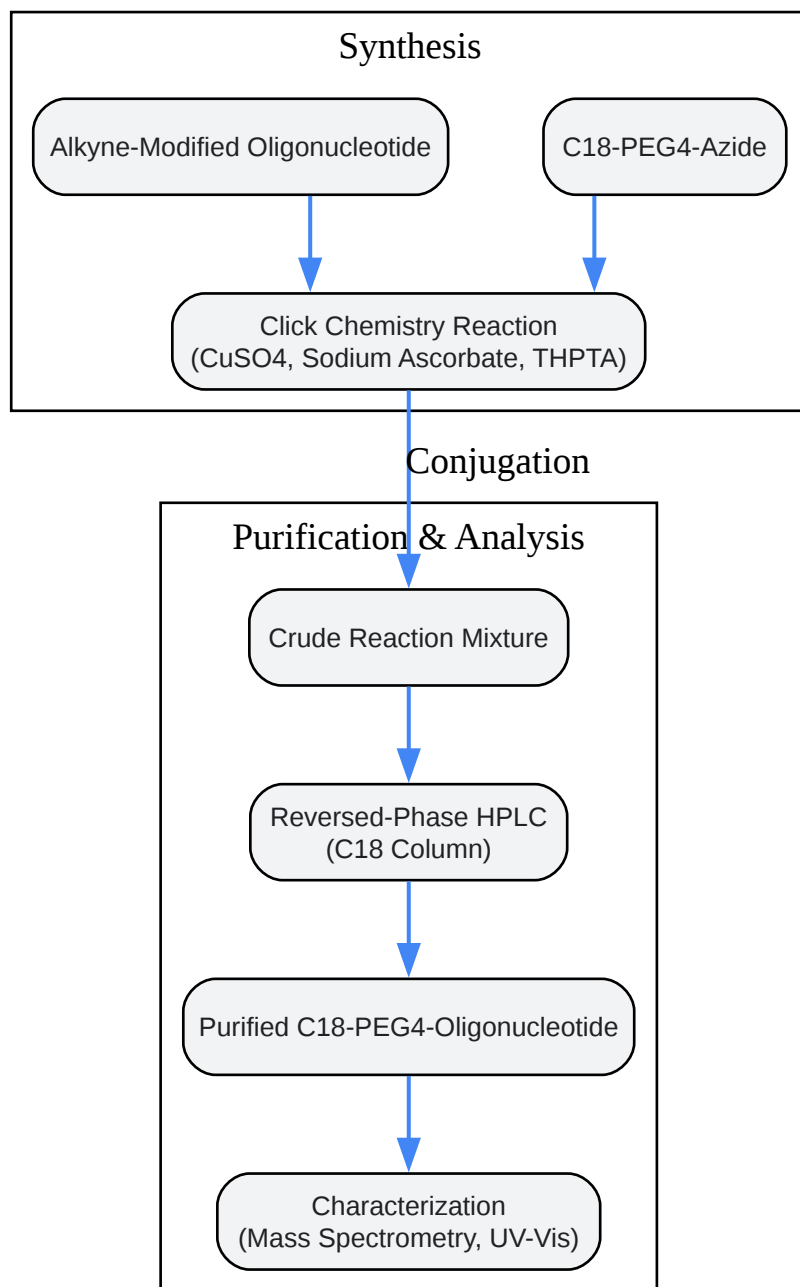 Synthesis
Alkyne-Modified Oligonucleotide
C18-PEG4-Azide
Click Chemistry Reaction
(CuSO4, Sodium Ascorbate, THPTA)
Conjugation
Purification & Analysis
Crude Reaction Mixture
Reversed-Phase HPLC
(C18 Column)
Purified C18-PEG4-Oligonucleotide
Characterization
(Mass Spectrometry, UV-Vis)